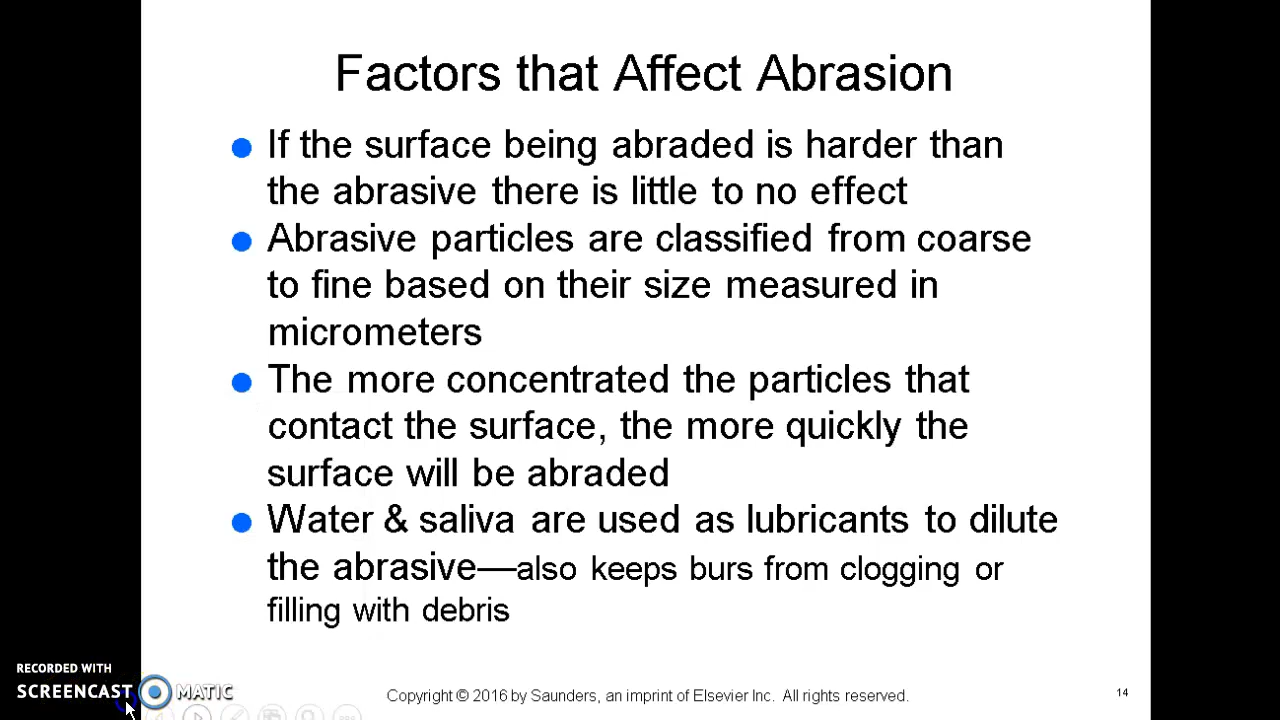 Factors that Affect Abrasion
If the surface being abraded is harder than
the abrasive there is little to no effect
Abrasive particles are classified from coarse
to fine based on their size measured in
micrometers
The more concentrated the particles that
contact the surface, the more quickly the
surface will be abraded
Water & saliva are used as lubricants to dilute
the abrasive—also keeps burs from clogging or
filling with debris
RECORDED WITH
SCREENCAST MATIC
Copyright © 2016 by Saunders, an imprint of Elsevier Inc. All rights reserved.
14